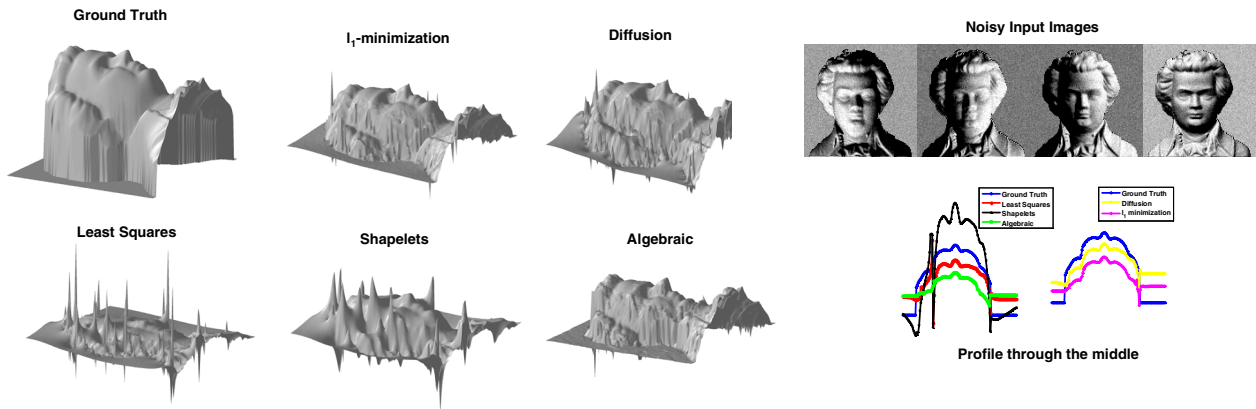 Ground Truth
l1-minimization
Diffusion
Noisy Input Images
Least Squares
Shapelets
Algebraic
Ground Truth
Least Squares
Shapelets
Algebraic
Ground Truth
Diffusion
l1 minimization
Profile through the middle